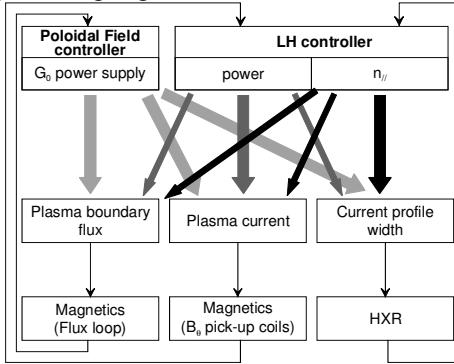 Poloidal Field
controller
G₀ power supply
LH controller
power
n//
Plasma boundary
flux
Plasma current
Current profile
width
Magnetics
(Flux loop)
Magnetics
(Bθ pick-up coils)
HXR